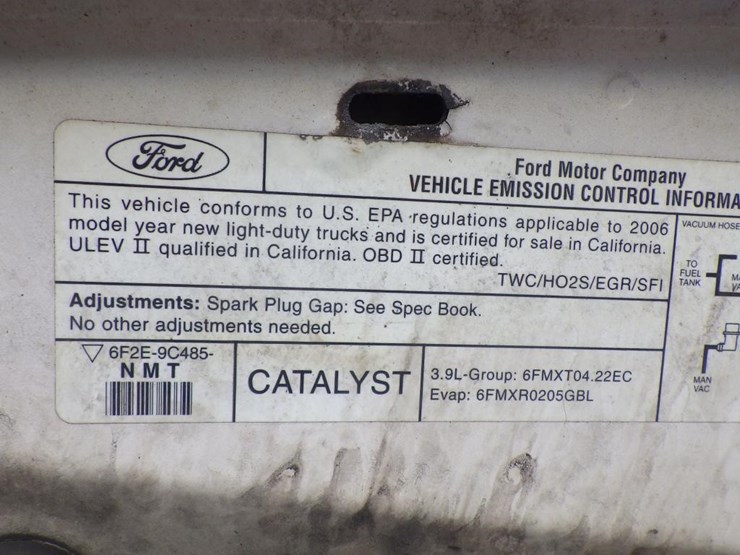 Ford
Ford Motor Company
VEHICLE EMISSION CONTROL INFORMA
This vehicle conforms to U.S. EPA regulations applicable to 2006
model year new light-duty trucks and is certified for sale in California.
ULEV II qualified in California. OBD II certified.
TWC/HO2S/EGR/SFI
Adjustments: Spark Plug Gap: See Spec Book.
No other adjustments needed.
6F2E-9C485-
NMT
CATALYST
3.9L-Group: 6FMXT04.22EC
Evap: 6FMXR0205GBL
VACUUM HOSE
TO
FUEL
TANK
MAN
VAC